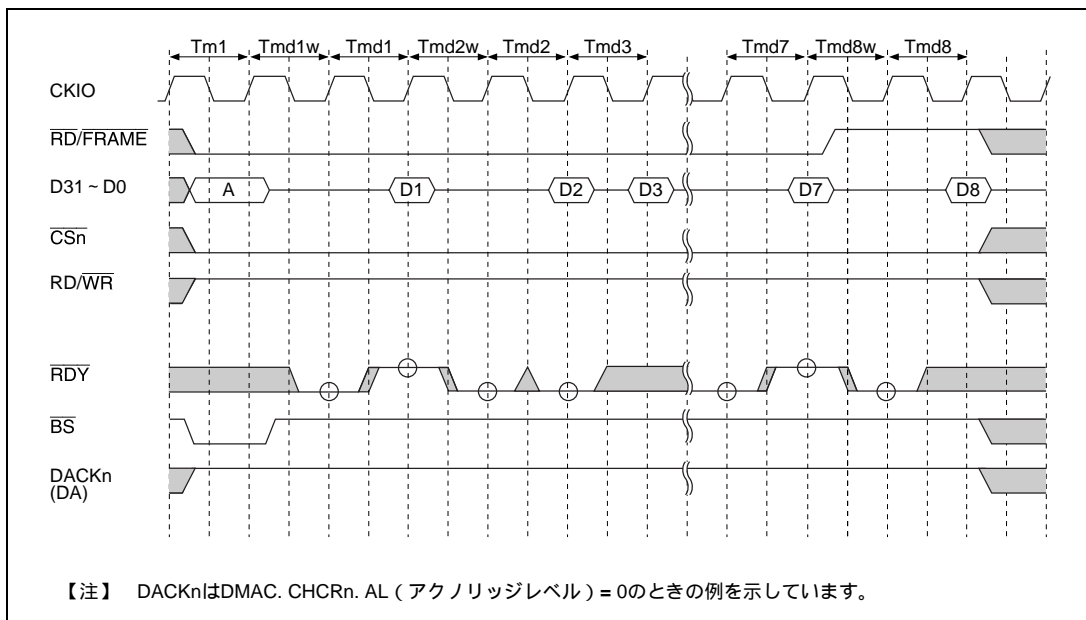 Tm1 Tmd1w Tmd1 Tmd2w Tmd2 Tmd3 Tmd7 Tmd8w Tmd8
CKIO
RD/FRAME
D31~D0 A D1 D2 D3 D7 D8
CSn
RD/WR
RDY
BS
DACKn
(DA)
【注】 DACKnはDMAC. CHCRn. AL(アクノリッジレベル)= 0のときの例を示しています。